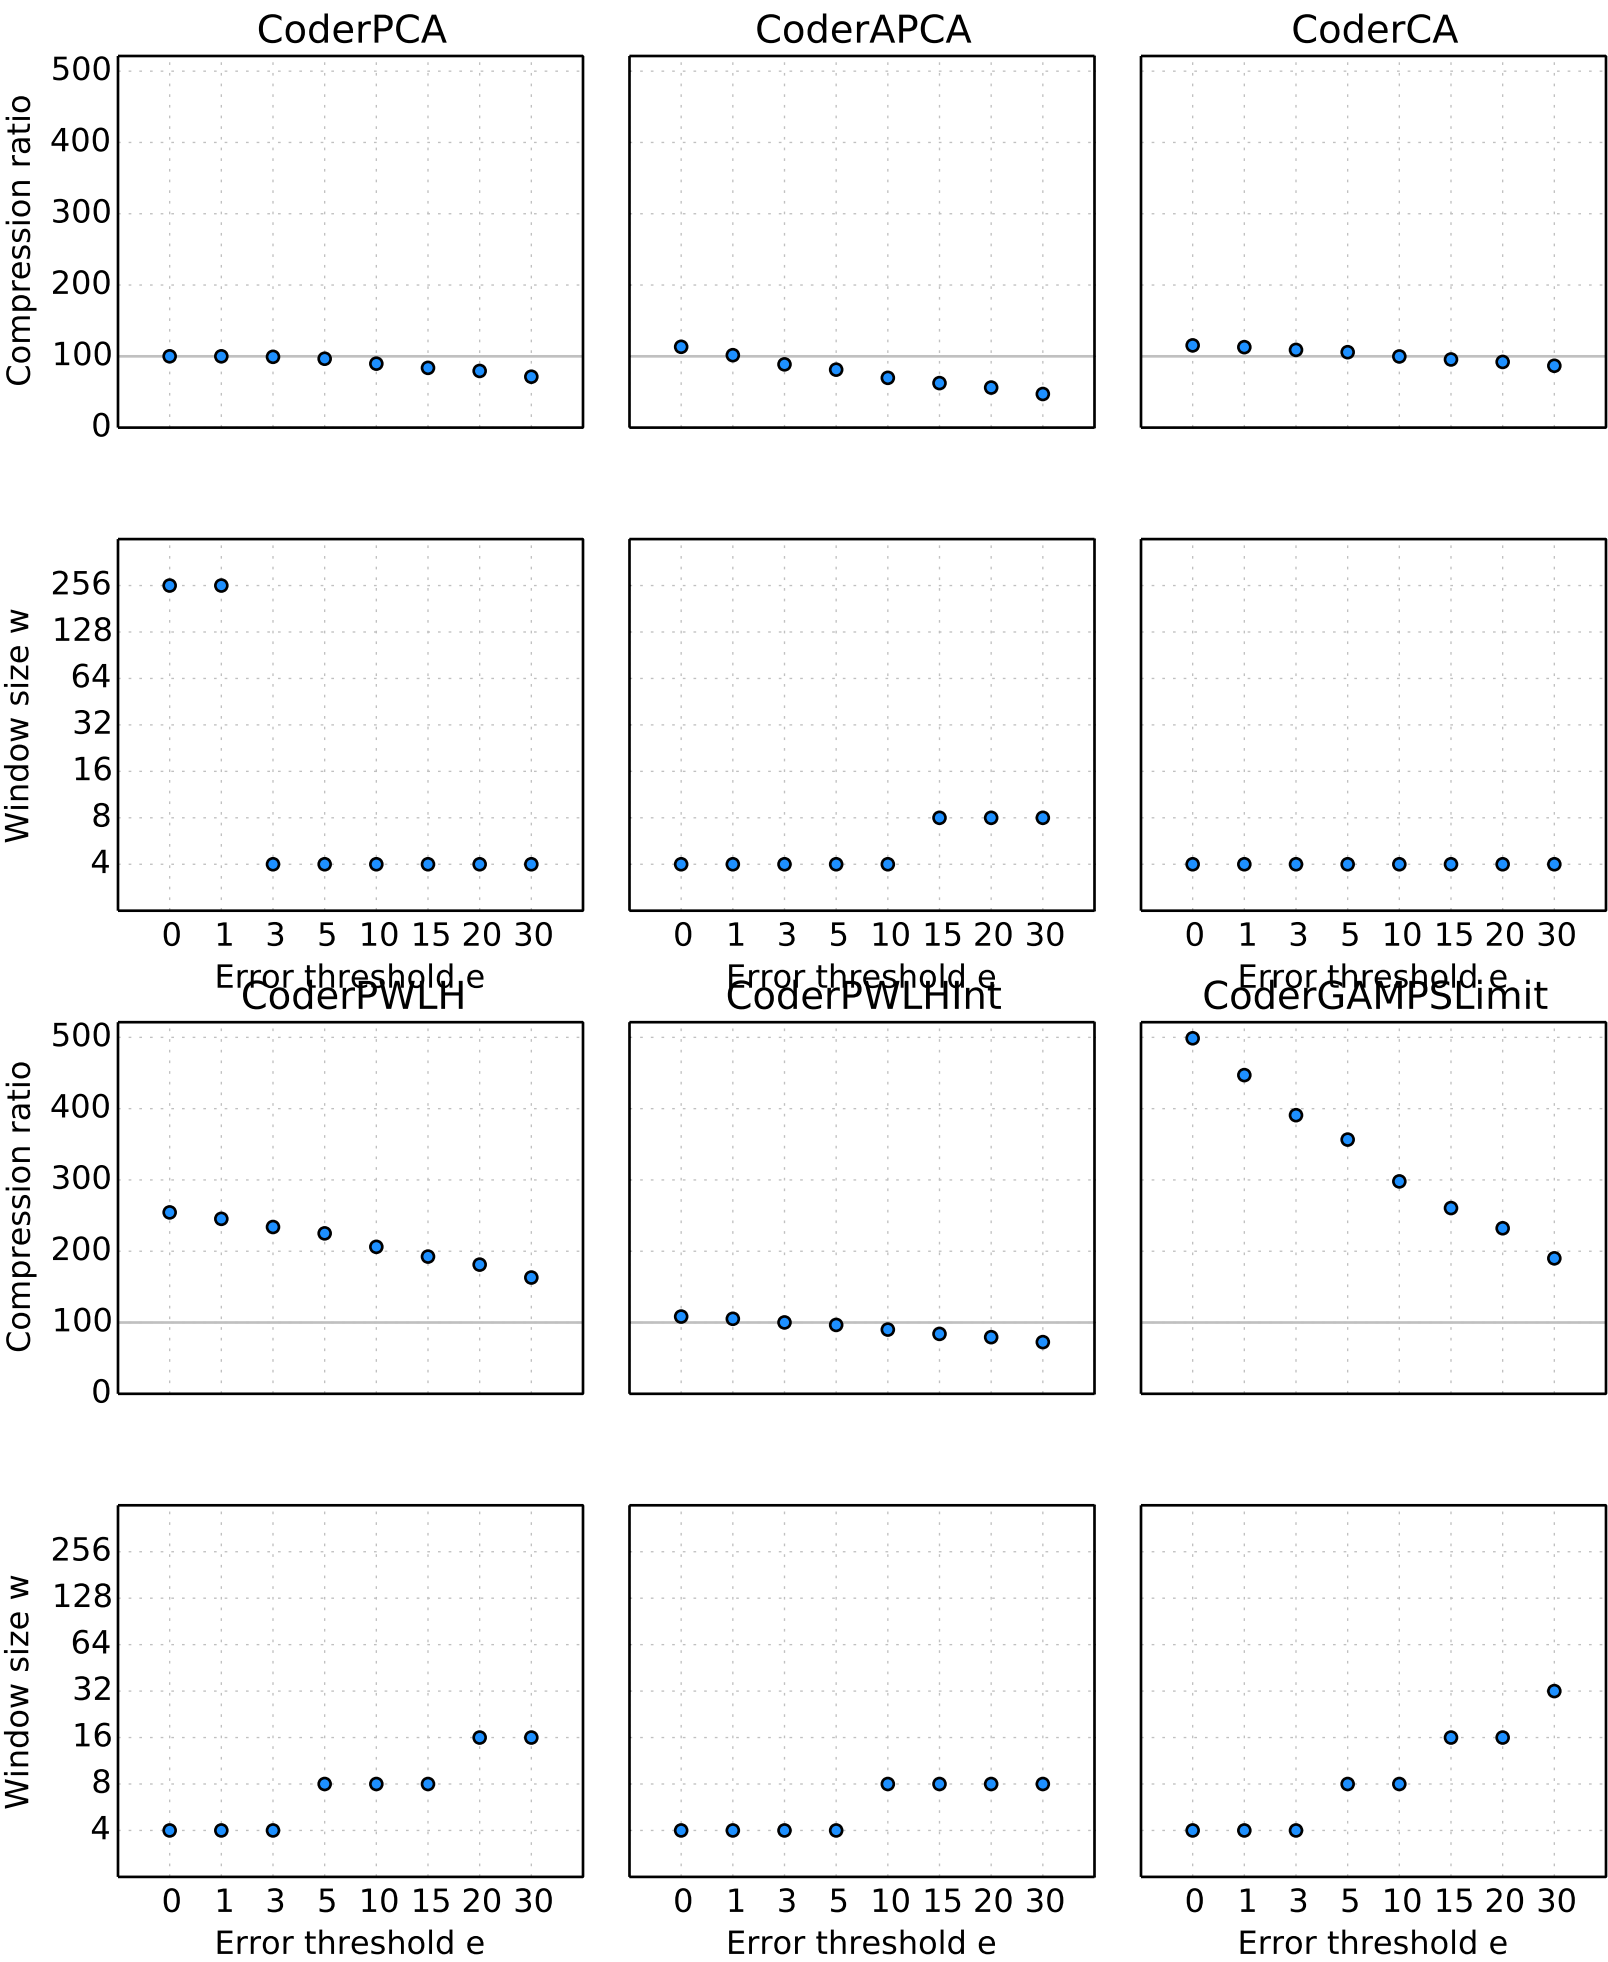 CoderPCA CoderAPCA CoderCA
Compression ratio
500
400
300
200
100
0
Window size w
256
128
64
32
16
8
4
0 1 3 5 10 15 20 30 0 1 3 5 10 15 20 30 0 1 3 5 10 15 20 30
Error threshold e Error threshold e Error threshold e
CoderPWLH CoderPWLHInt CoderGAMPSLimit
Compression ratio
500
400
300
200
100
0
Window size w
256
128
64
32
16
8
4
0 1 3 5 10 15 20 30 0 1 3 5 10 15 20 30 0 1 3 5 10 15 20 30
Error threshold e Error threshold e Error threshold e